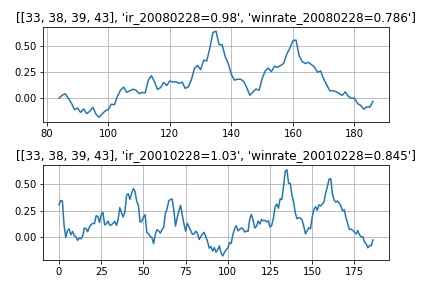 [[33, 38, 39, 43], 'ir_20080228=0.98', 'winrate_20080228=0.786']
0.50
0.25
0.00
80 100 120 140 160 180
[[33, 38, 39, 43], 'ir_20010228=1.03', 'winrate_20010228=0.845']
0.50
0.25
0.00
0 25 50 75 100 125 150 175